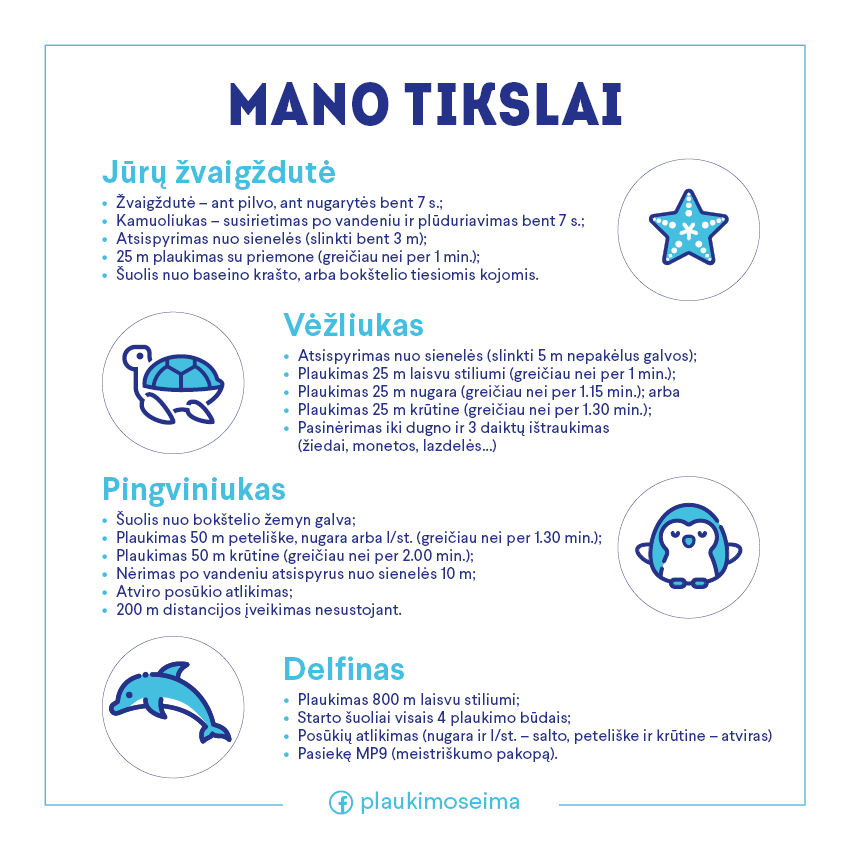 MANO TIKSLAI
Jūrų žvaigždutė
• Žvaigždutė – ant pilvo, ant nugarytės bent 7 s.;
• Kamuoliukas – susirietimas po vandeniu ir plūduriavimas bent 7 s.;
• Atsispyrimas nuo sienelės (slinkti bent 3 m);
• 25 m plaukimas su priemone (greičiau nei per 1 min.);
• Šuolis nuo baseino krašto, arba bokštelio tiesiomis kojomis.
Vėžliukas
• Atsispyrimas nuo sienelės (slinkti 5 m nepakėlus galvos);
• Plaukimas 25 m laisvu stiliumi (greičiau nei per 1 min.);
• Plaukimas 25 m nugara (greičiau nei per 1.15 min.); arba
• Plaukimas 25 m krūtine (greičiau nei per 1.30 min.);
• Pasinėrimas iki dugno ir 3 daiktų ištraukimas
(žiedai, monetos, lazdelės...)
Pingviniukas
• Šuolis nuo bokštelio žemyn galva;
• Plaukimas 50 m peteliške, nugara arba l/st. (greičiau nei per 1.30 min.);
• Plaukimas 50 m krūtine (greičiau nei per 2.00 min.);
• Nėrimas po vandeniu atsispyrus nuo sienelės 10 m;
• Atviro posūkio atlikimas;
• 200 m distancijos įveikimas nesustojant.
Delfinas
• Plaukimas 800 m laisvu stiliumi;
• Starto šuoliai visais 4 plaukimo būdais;
• Posūkių atlikimas (nugara ir l/st. – salto, peteliške ir krūtine – atviras)
• Pasiekę MP9 (meistriškumo pakopą).
plaukimoseima